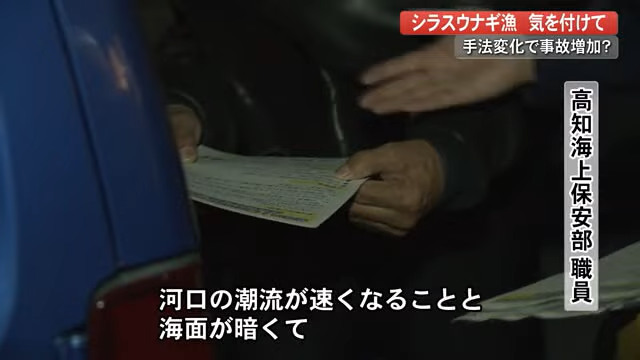 シラスウナギ漁 気を付けて
手法変化で事故増加?
高知海上保安部 職員
河口の潮流が速くなることと
海面が暗くて